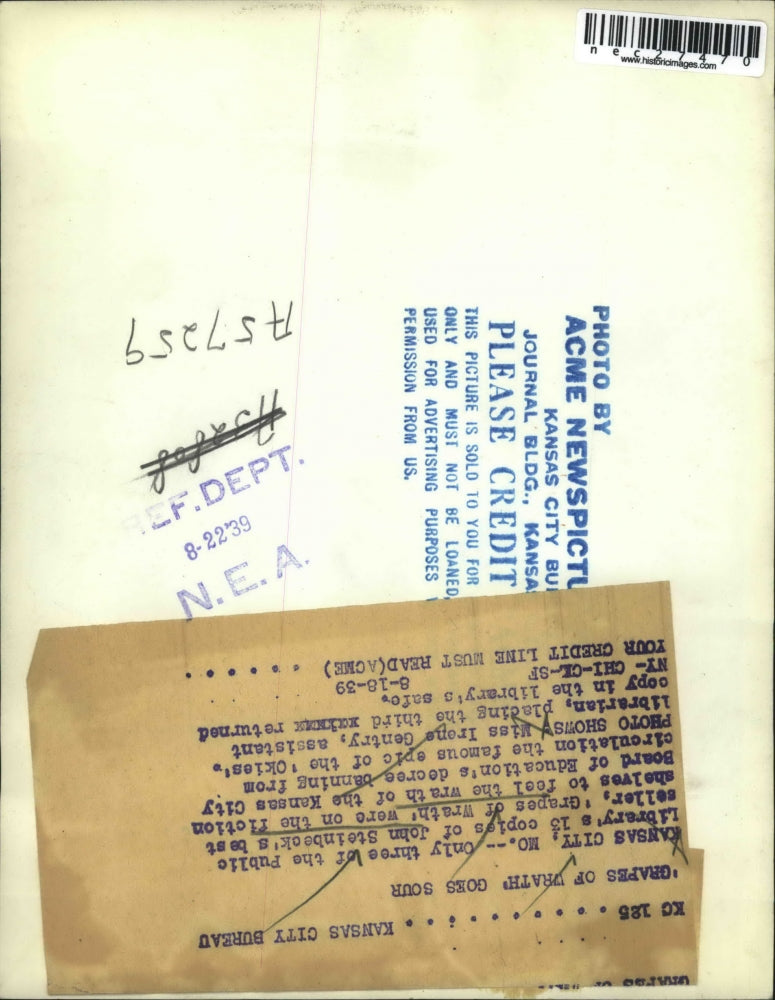 nec27470
www.historicimages.com
A57259
PHOTO BY
ACME NEWSPICTU
KANSAS CITY BU
JOURNAL BLDG., KANSA
PLEASE CREDIT
THIS PICTURE IS SOLD TO YOU FOR
ONLY AND MUST NOT BE LOANED,
USED FOR ADVERTISING PURPOSES
PERMISSION FROM US.
EF. DEPT.
8-22'39
N.E.A.
KG 125 . . . . . . . . . . KANSAS CITY BUREAU
'GRAPES OF WRATH' GOES SOUR
KANSAS CITY, MO.--Only three of the Public
Library's 13 copies of John Steinbeck's best
seller, 'Grapes of Wrath' were on the fiction
shelves to feel the wrath of the Kansas City
Board of Education's decree banning from
circulation the famous epic of the 'Okies'.
PHOTO SHOWS Miss Irene Gentry, assistant
librarian, placing the third returned
copy in the library's safe.
NY- CHI-CK-SF 8-18-39
YOUR CREDIT LINE MUST READ(ACME) . . . . . .